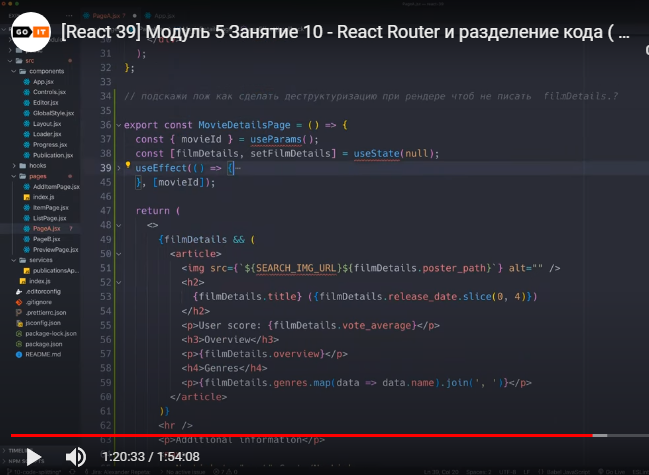 GO IT
[React 39] Модуль 5 Занятие 10 - React Router и разделение кода ( ...
PageA.jsx ?
App.jsx
src
components
App.jsx
Controls.jsx
Editor.jsx
GlobalStyle.jsx
Layout.jsx
Loader.jsx
Progress.jsx
Publication.jsx
hooks
pages
AddItemPage.jsx
index.js
ItemPage.jsx
ListPage.jsx
PageA.jsx ?
PageB.jsx
PreviewPage.jsx
services
publicationsAp...
index.js
.editorconfig
.gitignore
.prettierrc.json
jsconfig.json
package-lock.json
package.json
README.md
31 );
32 };
33
34 // подскажи пож как сделать деструктуризацию при рендере чтоб не писать filmDetails.?
35
36 export const MovieDetailsPage = () => {
37 const { movieId } = useParams();
38 const [filmDetails, setFilmDetails] = useState(null);
39 useEffect(() => {
45 }, [movieId]);
46
47 return (
48 <>
49 {filmDetails && (
50 <article>
51 <img src={`${SEARCH_IMG_URL}${filmDetails.poster_path}`} alt="" />
52 <h2>
53 {filmDetails.title} ({filmDetails.release_date.slice(0, 4)})
54 </h2>
55 <p>User score: {filmDetails.vote_average}</p>
56 <h3>Overview</h3>
57 <p>{filmDetails.overview}</p>
58 <h4>Genres</h4>
59 <p>{filmDetails.genres.map(data => data.name).join(', ')}</p>
60 </article>
61 )}
62 <hr />
63 <p>Additional information</p>
1:20:33 / 1:54:08